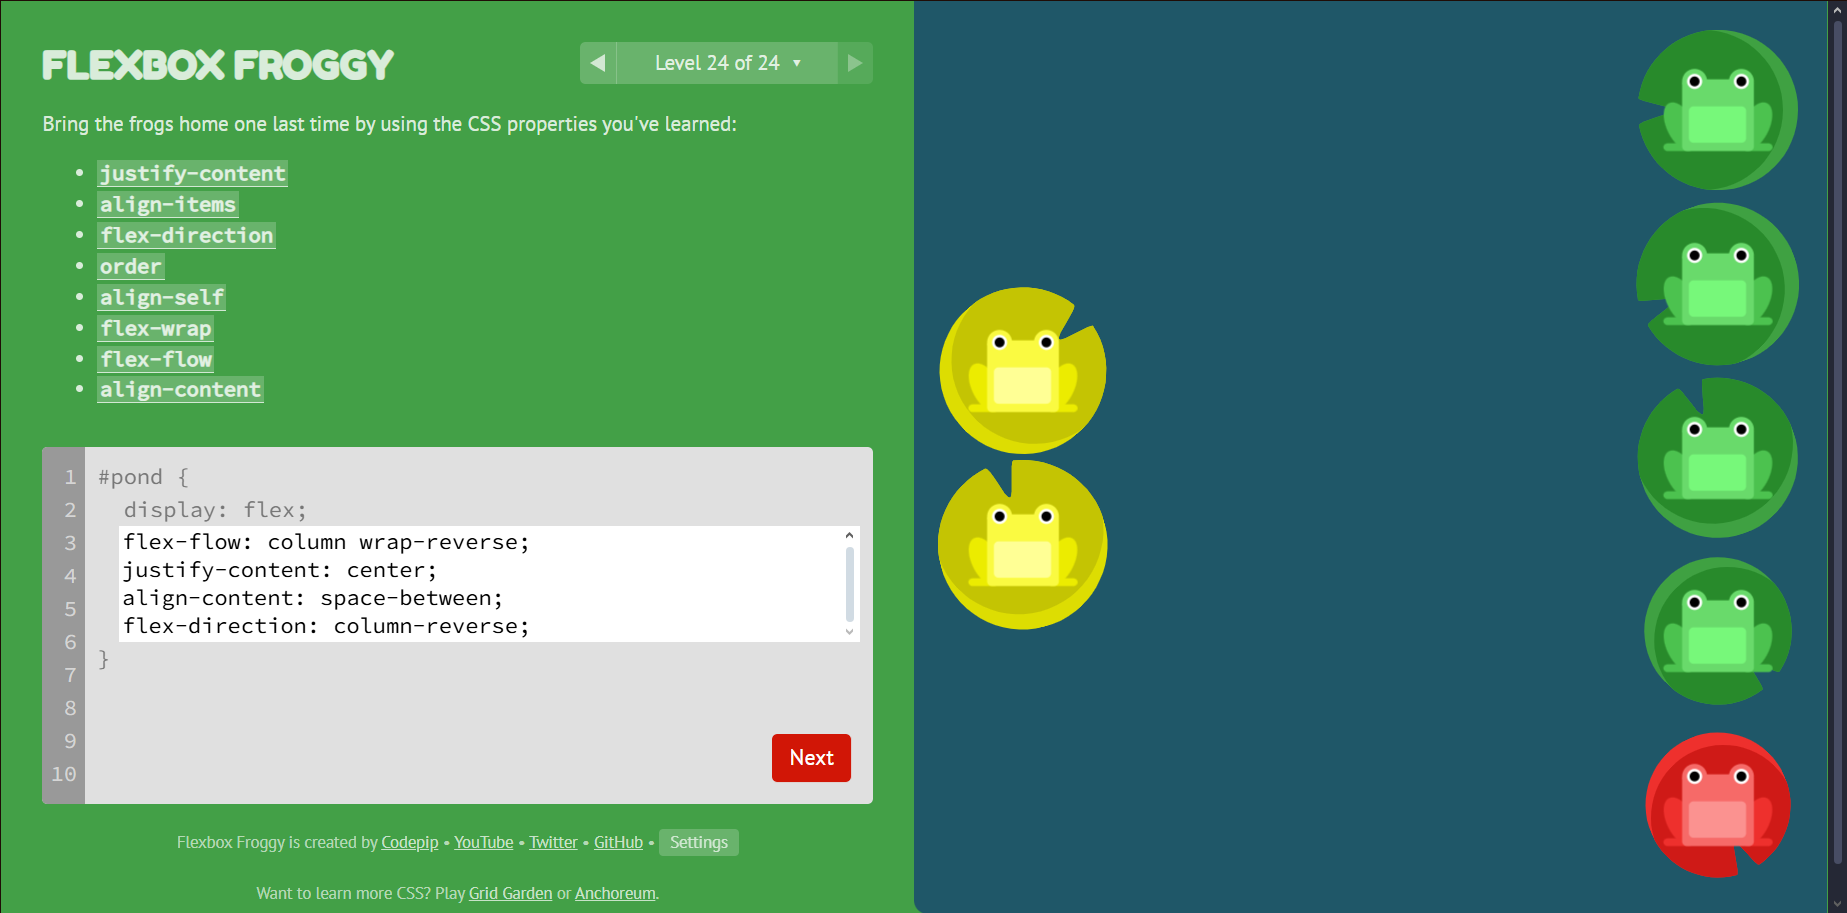 FLEXBOX FROGGY
◀ Level 24 of 24 ▼ ▶
Bring the frogs home one last time by using the CSS properties you've learned:
• justify-content
• align-items
• flex-direction
• order
• align-self
• flex-wrap
• flex-flow
• align-content
1 #pond {
2 display: flex;
3 flex-flow: column wrap-reverse;
4 justify-content: center;
5 align-content: space-between;
6 flex-direction: column-reverse;
7 }
8
9
10
Next
Flexbox Froggy is created by Codepip • YouTube • Twitter • GitHub • Settings
Want to learn more CSS? Play Grid Garden or Anchoreum.